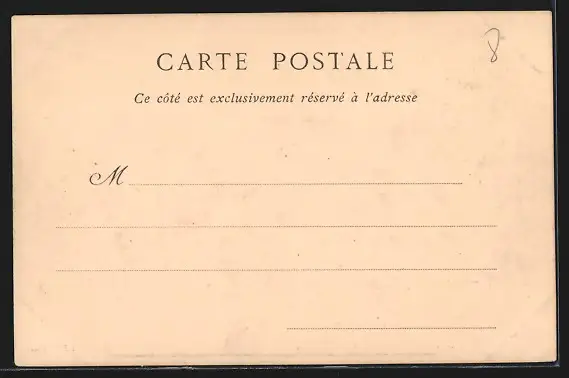 8
CARTE POSTALE
Ce côté est exclusivement réservé à l'adresse
M